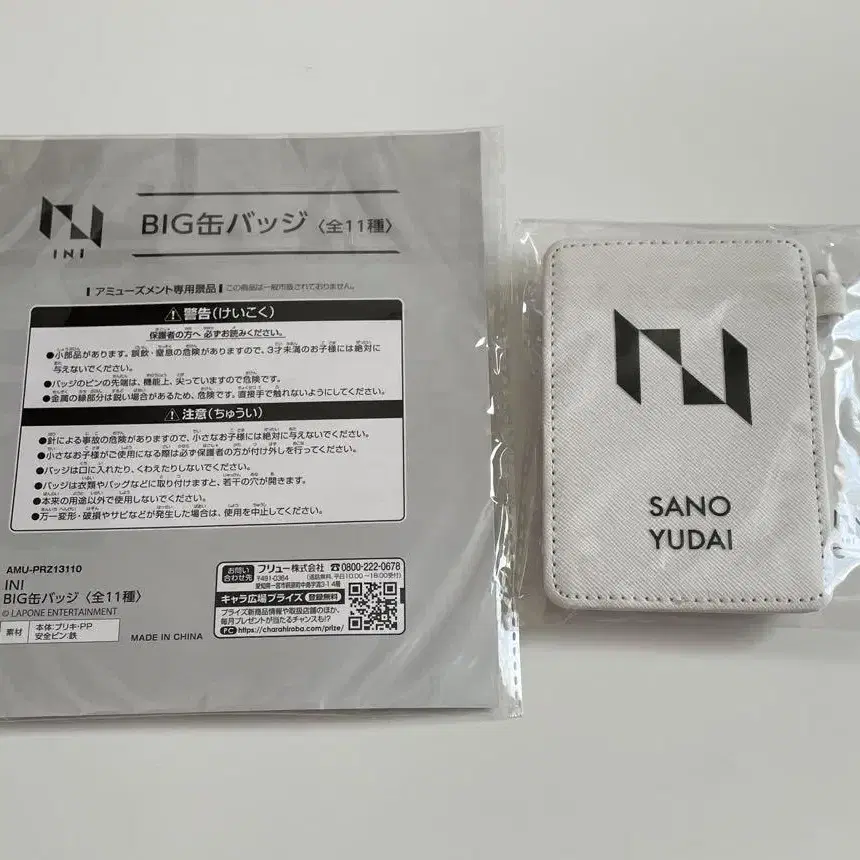 INI
BIG缶バッジ〈全11種〉
アミューズメント専用景品
この商品は一般市販されておりません。
警告(けいこく)
保護者の方へ 必ずお読みください。
●小部品があります。誤飲・窒息の危険がありますので、3才未満のお子様には絶対に
与えないでください。
●バッジのピンの先端は、機能上、尖っていますので危険です。
●金属の縁部分は鋭い場合があるため、危険です。直接手で触れないようにしてください。
注意(ちゅうい)
●針による事故の危険がありますので、小さなお子様には絶対に与えないでください。
●小さなお子様がご使用になる際は必ず保護者の方が付け外しを行ってください。
●バッジは口に入れたり、くわえたりしないでください。
●バッジは衣類やバッグなどに取り付けますと、若干の穴が開きます。
●本来の用途以外で使用しないでください。
●万一変形・破損やサビなどが発生した場合は、使用を中止してください。
AMU-PRZ13110
INI
BIG缶バッジ〈全11種〉
© LAPONE ENTERTAINMENT
素材
本体:ブリキ・PP
安全ピン:鉄
MADE IN CHINA
お問い合わせ先
フリュー株式会社 ☎0800-222-0678
〒491-0364 (通話無料、平日10:00~18:00受付)
キャラ広場プライズ 登録無料
プライズ新商品情報や取扱店舗のほか、
毎月プレゼントが当たるチャンスも!?
PC https://charahiroba.com/prize/
SANO
YUDAI